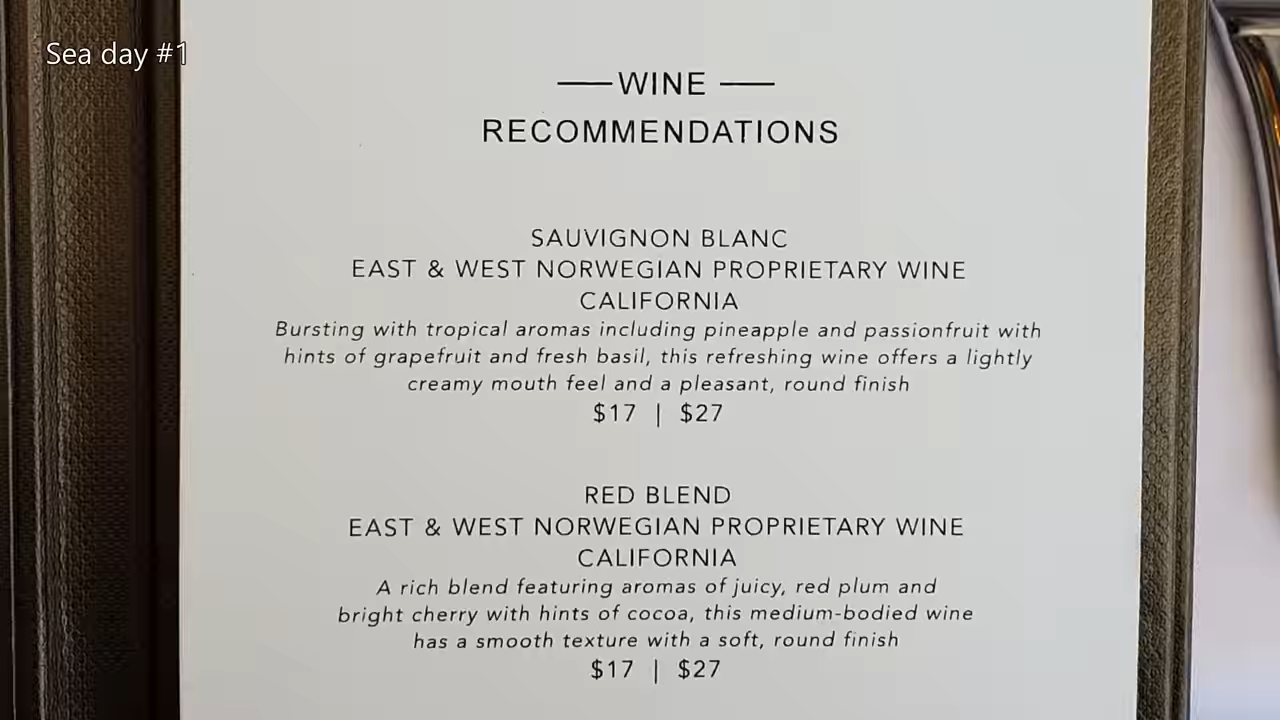 Sea day #1
WINE
RECOMMENDATIONS
SAUVIGNON BLANC
EAST & WEST NORWEGIAN PROPRIETARY WINE
CALIFORNIA
Bursting with tropical aromas including pineapple and passionfruit with
hints of grapefruit and fresh basil, this refreshing wine offers a lightly
creamy mouth feel and a pleasant, round finish
$17 | $27
RED BLEND
EAST & WEST NORWEGIAN PROPRIETARY WINE
CALIFORNIA
A rich blend featuring aromas of juicy, red plum and
bright cherry with hints of cocoa, this medium-bodied wine
has a smooth texture with a soft, round finish
$17 | $27